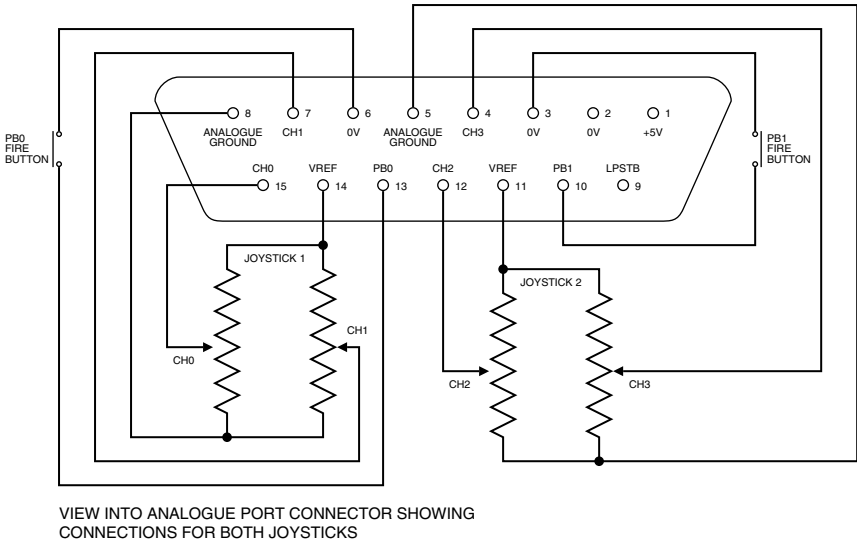 8 7 6 5 4 3 2 1
ANALOGUE GROUND CH1 0V ANALOGUE GROUND CH3 0V 0V +5V
PB0
FIRE
BUTTON
PB1
FIRE
BUTTON
CH0 VREF PB0 CH2 VREF PB1 LPSTB
15 14 13 12 11 10 9
JOYSTICK 1
JOYSTICK 2
CH1
CH0
CH2
CH3
VIEW INTO ANALOGUE PORT CONNECTOR SHOWING
CONNECTIONS FOR BOTH JOYSTICKS